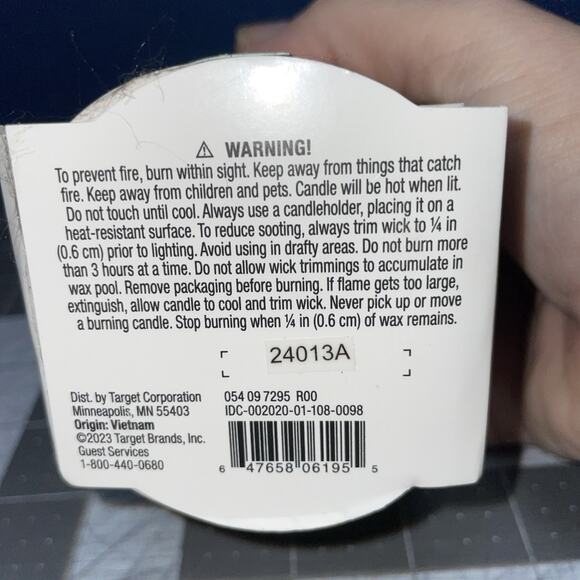 ⚠ WARNING!
To prevent fire, burn within sight. Keep away from things that catch
fire. Keep away from children and pets. Candle will be hot when lit.
Do not touch until cool. Always use a candleholder, placing it on a
heat-resistant surface. To reduce sooting, always trim wick to ¼ in
(0.6 cm) prior to lighting. Avoid using in drafty areas. Do not burn more
than 3 hours at a time. Do not allow wick trimmings to accumulate in
wax pool. Remove packaging before burning. If flame gets too large,
extinguish, allow candle to cool and trim wick. Never pick up or move
a burning candle. Stop burning when ¼ in (0.6 cm) of wax remains.
24013A
Dist. by Target Corporation
Minneapolis, MN 55403
Origin: Vietnam
©2023 Target Brands, Inc.
Guest Services
1-800-440-0680
054 09 7295 R00
IDC-002020-01-108-0098
6 47658 06195 5